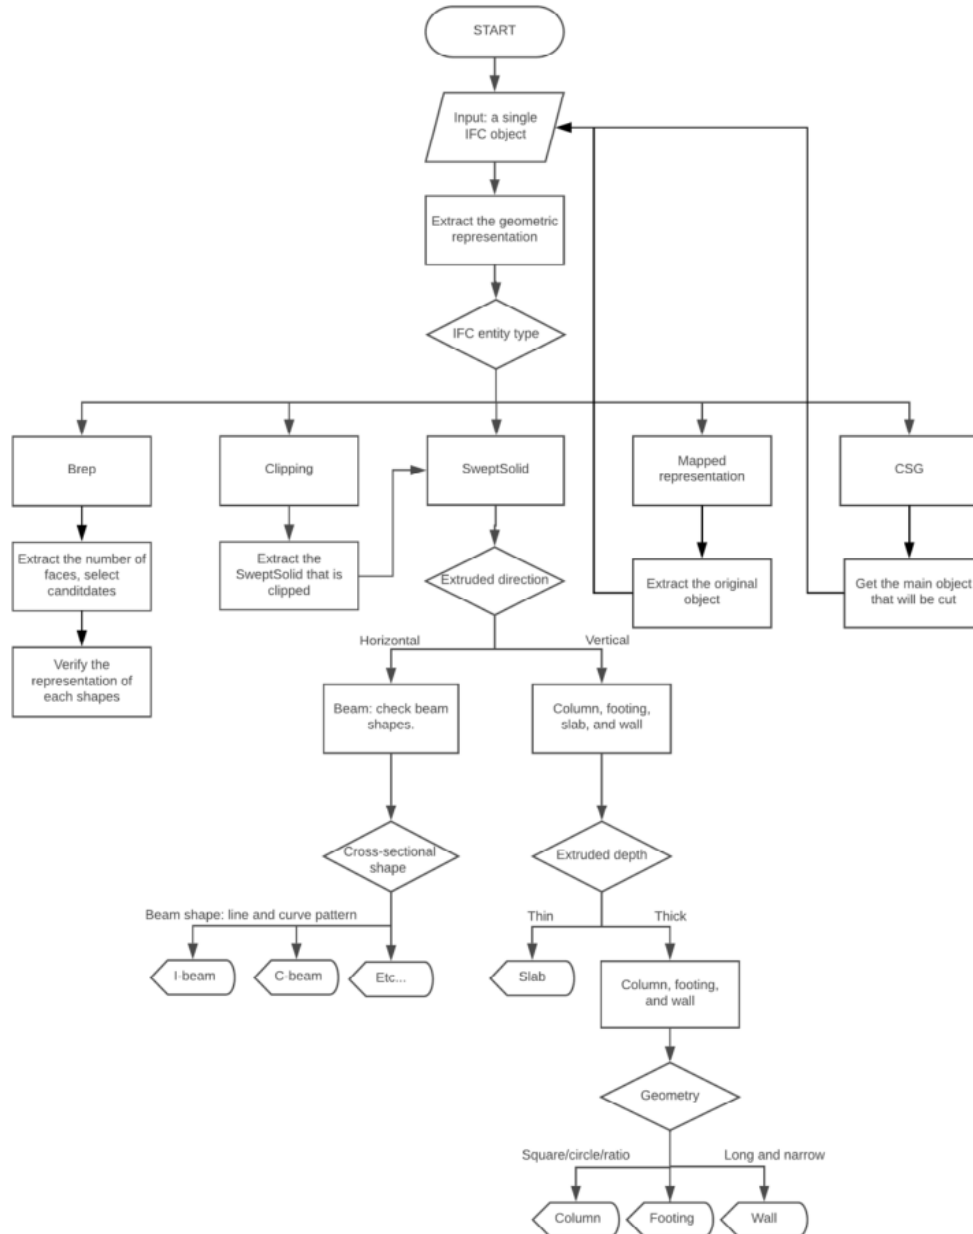 START
Input: a single
IFC object
Extract the geometric
representation
IFC entity type
Brep
Clipping
SweptSolid
Mapped
representation
CSG
Extract the number of
faces, select
canditdates
Extract the
SweptSolid that is
clipped
Extruded direction
Extract the original
object
Get the main object
that will be cut
Verify the
representation of
each shapes
Horizontal
Vertical
Beam: check beam
shapes.
Column, footing,
slab, and wall
Cross-sectional
shape
Extruded depth
Beam shape: line and curve pattern
Thin
Thick
I-beam
C-beam
Etc...
Slab
Column, footing,
and wall
Geometry
Square/circle/ratio
Long and narrow
Column
Footing
Wall